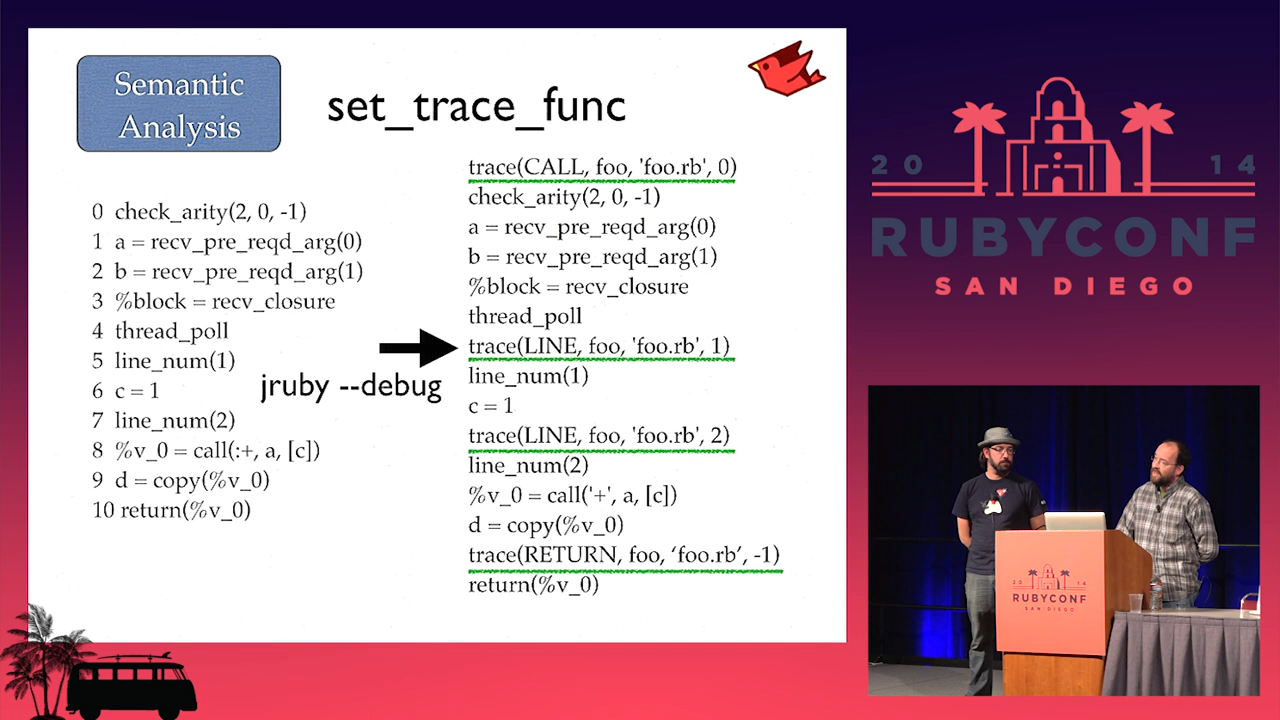 Semantic
Analysis
set_trace_func
0 check_arity(2, 0, -1)
1 a = recv_pre_reqd_arg(0)
2 b = recv_pre_reqd_arg(1)
3 %block = recv_closure
4 thread_poll
5 line_num(1)
6 c = 1
7 line_num(2)
8 %v_0 = call(:+, a, [c])
9 d = copy(%v_0)
10 return(%v_0)
jruby --debug
trace(CALL, foo, 'foo.rb', 0)
check_arity(2, 0, -1)
a = recv_pre_reqd_arg(0)
b = recv_pre_reqd_arg(1)
%block = recv_closure
thread_poll
trace(LINE, foo, 'foo.rb', 1)
line_num(1)
c = 1
trace(LINE, foo, 'foo.rb', 2)
line_num(2)
%v_0 = call('+', a, [c])
d = copy(%v_0)
trace(RETURN, foo, ‘foo.rb’, -1)
return(%v_0)
20 14
RUBYCONF
SAN DIEGO
20 14
RUBYCONF
SAN DIEGO